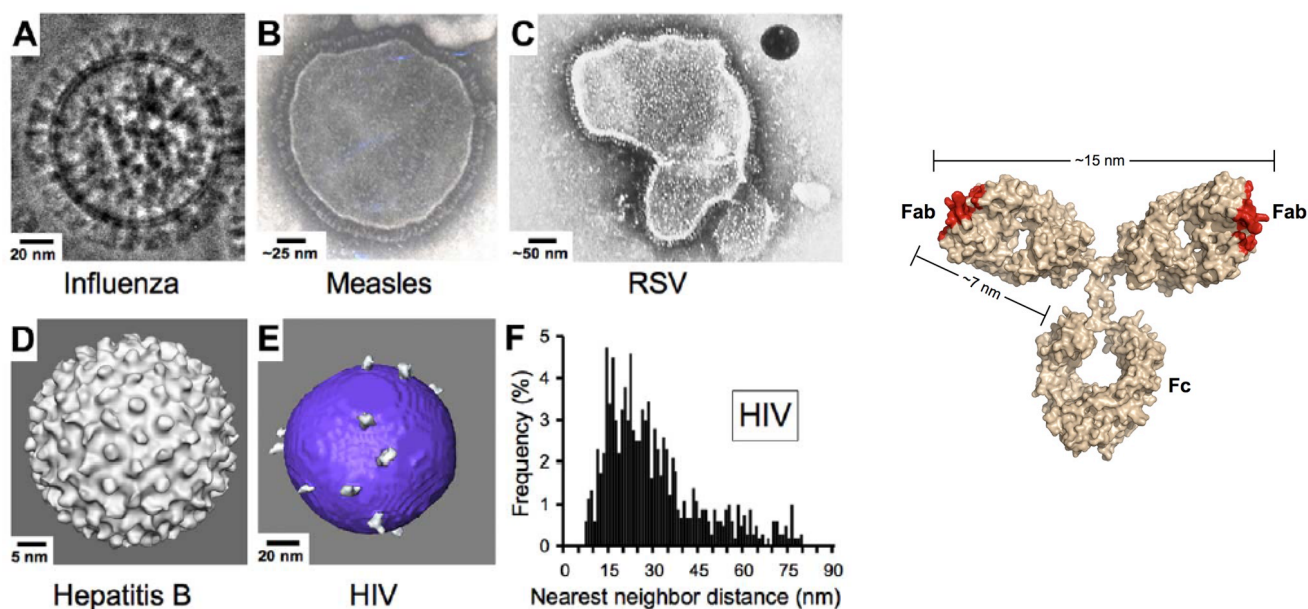 A
20 nm
Influenza
B
~25 nm
Measles
C
~50 nm
RSV
D
5 nm
Hepatitis B
E
20 nm
HIV
F
Frequency (%)
5
4
3
2
1
0
HIV
0 15 30 45 60 75 90
Nearest neighbor distance (nm)
~15 nm
Fab
Fab
~7 nm
Fc